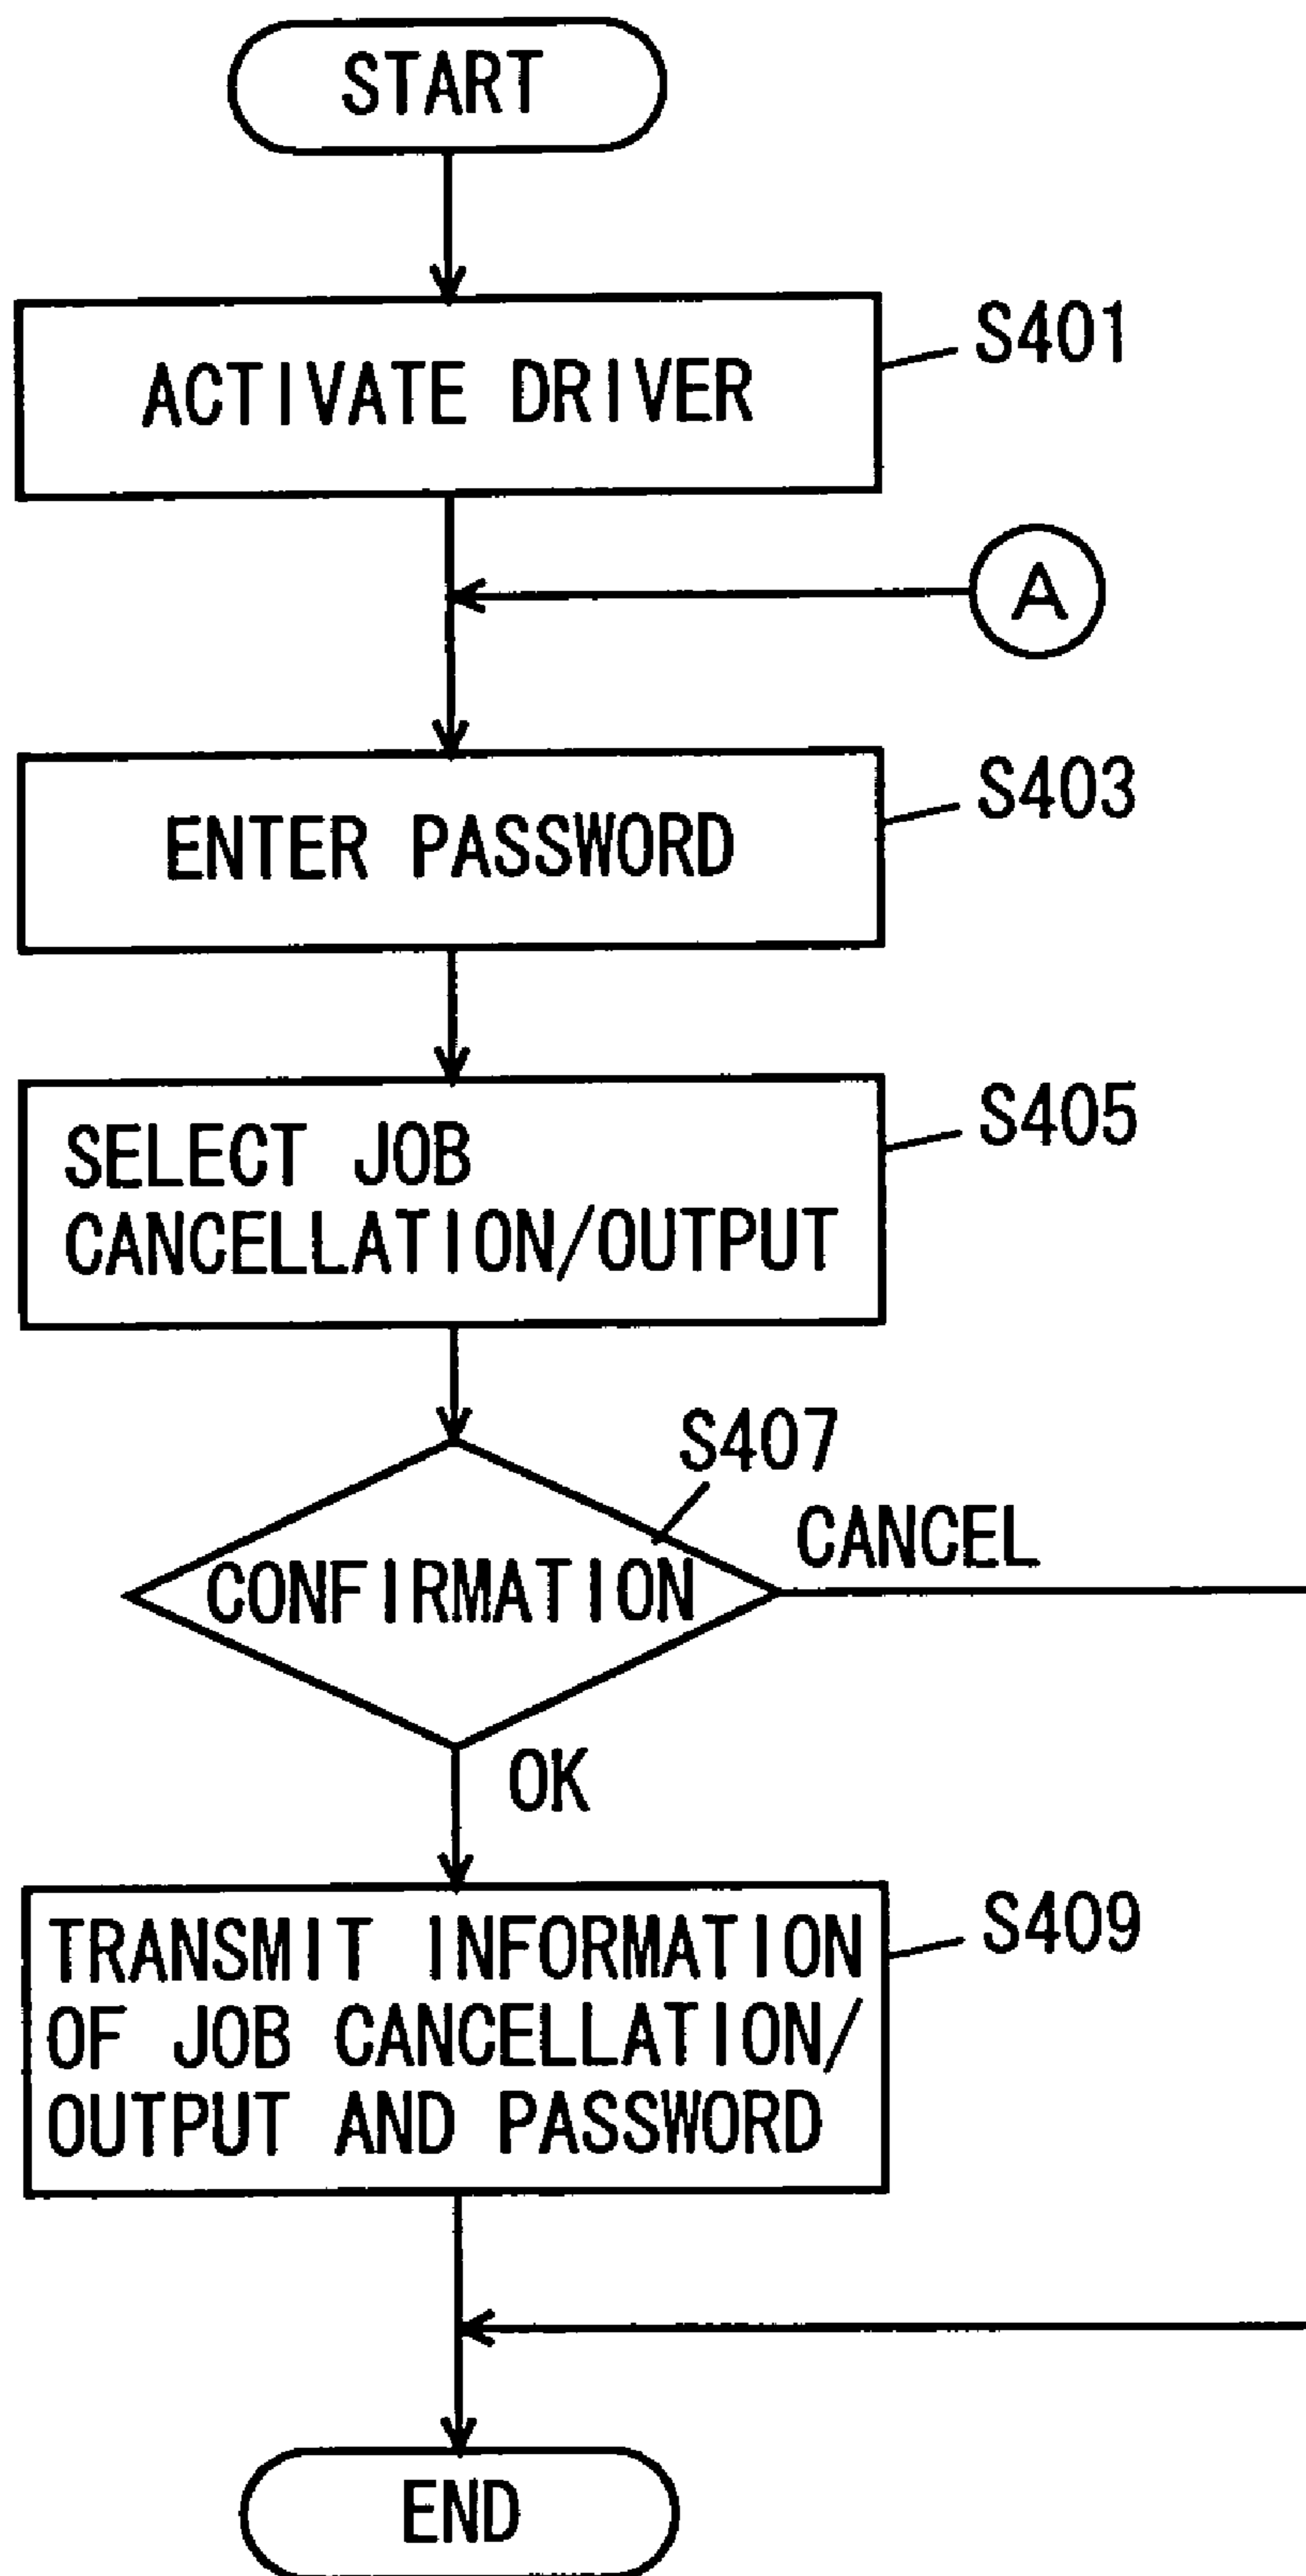 START
ACTIVATE DRIVER
S401
A
ENTER PASSWORD
S403
SELECT JOB
CANCELLATION/OUTPUT
S405
S407
CONFIRMATION
CANCEL
OK
TRANSMIT INFORMATION
OF JOB CANCELLATION/
OUTPUT AND PASSWORD
S409
END